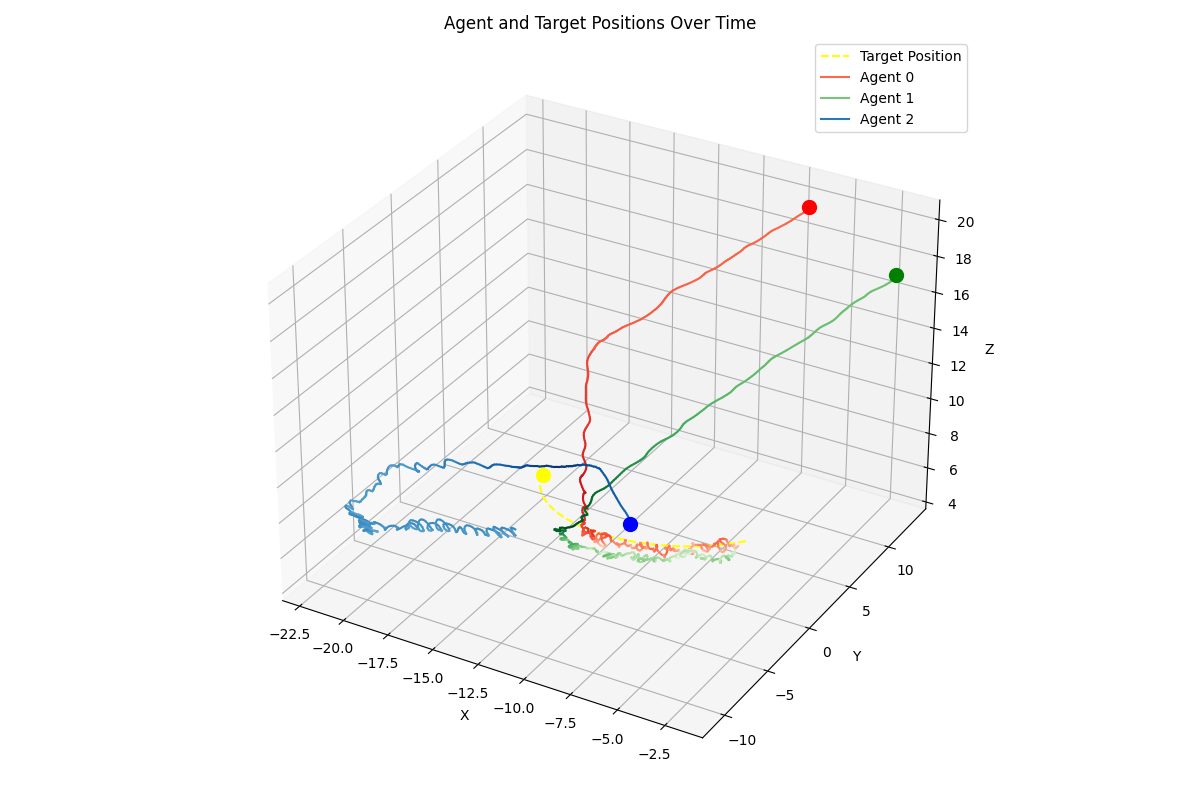 Agent and Target Positions Over Time
Target Position
Agent 0
Agent 1
Agent 2
20
18
16
14
12
10
8
6
4
Z
10
5
0
−5
−10
Y
−22.5
−20.0
−17.5
−15.0
−12.5
−10.0
−7.5
−5.0
−2.5
X